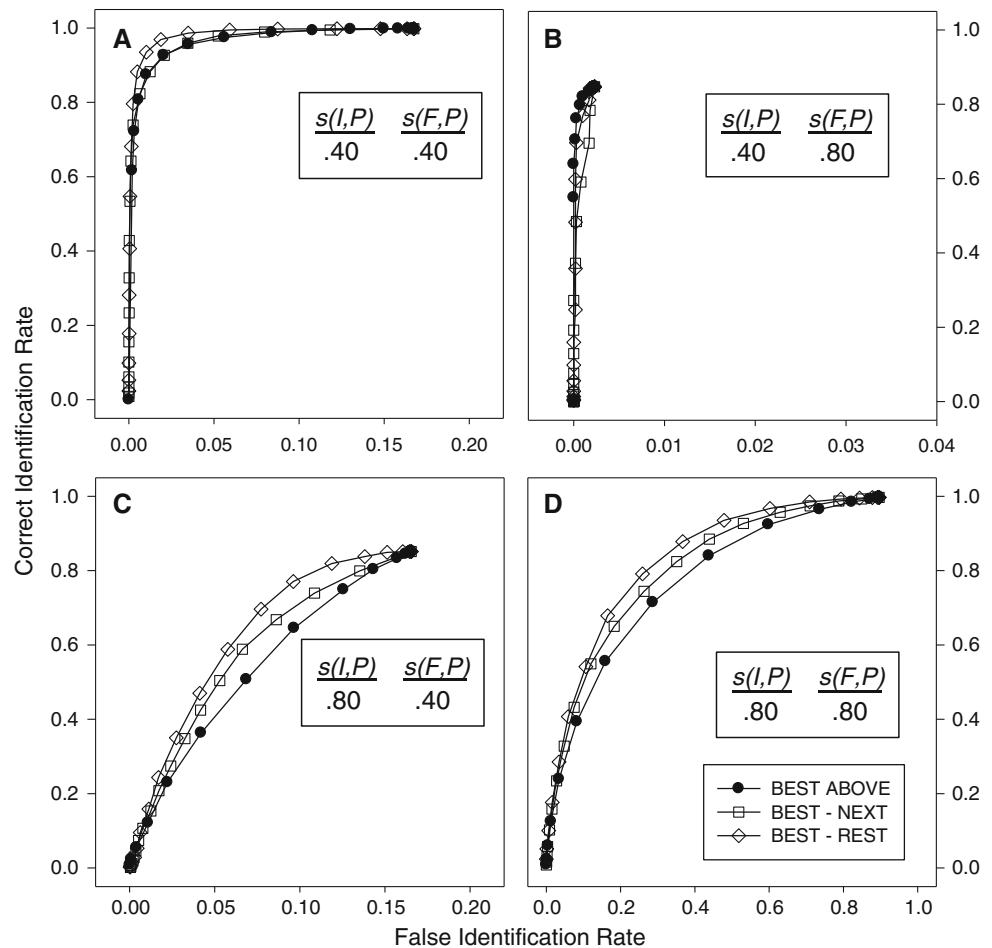 A
s(I,P) s(F,P)
.40 .40
1.0
0.8
0.6
0.4
0.2
0.0
0.00 0.05 0.10 0.15 0.20
B
s(I,P) s(F,P)
.40 .80
1.0
0.8
0.6
0.4
0.2
0.0
0.00 0.01 0.02 0.03 0.04
Correct Identification Rate
C
s(I,P) s(F,P)
.80 .40
1.0
0.8
0.6
0.4
0.2
0.0
0.00 0.05 0.10 0.15 0.20
D
s(I,P) s(F,P)
.80 .80
BEST ABOVE
BEST - NEXT
BEST - REST
1.0
0.8
0.6
0.4
0.2
0.0
0.0 0.2 0.4 0.6 0.8 1.0
False Identification Rate